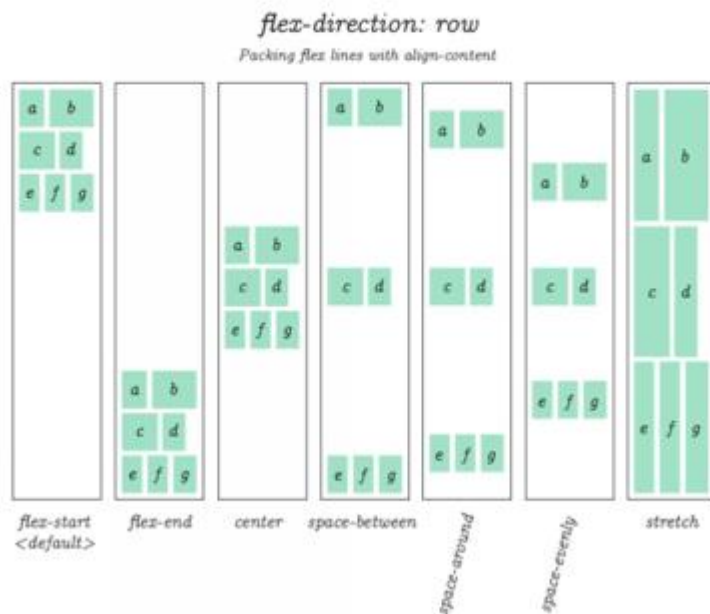 flex-direction: row
Packing flex lines with align-content
a b
c d
e f g
a b
c d
e f g
a b
c d
e f g
a b
c d
e f g
a b
c d
e f g
a b
c d
e f g
a b
c d
e f g
flex-start
<default>
flex-end
center
space-between
space-around
space-evenly
stretch